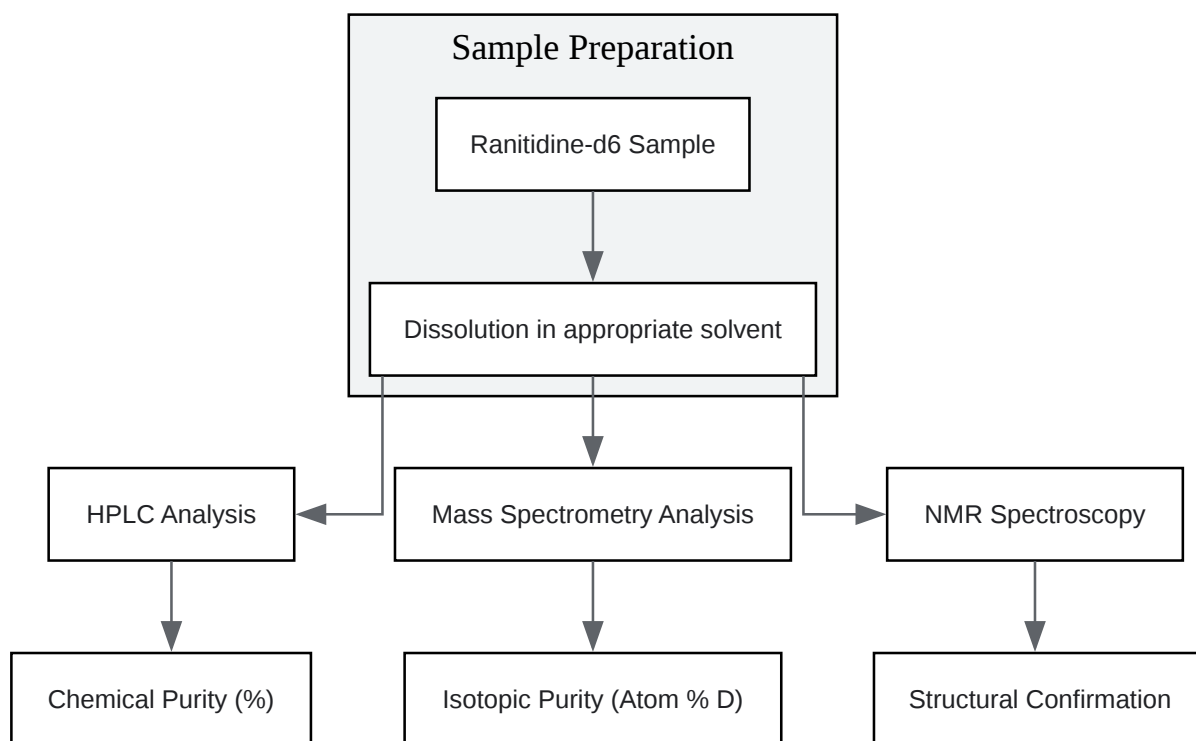 Sample Preparation
Ranitidine-d6 Sample
Dissolution in appropriate solvent
HPLC Analysis
Mass Spectrometry Analysis
NMR Spectroscopy
Chemical Purity (%)
Isotopic Purity (Atom % D)
Structural Confirmation